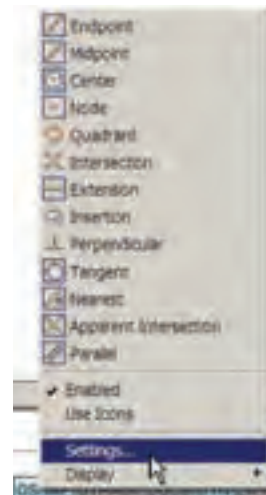 Endpoint
Midpoint
Center
Node
Quadrant
Intersection
Extension
Insertion
Perpendicular
Tangent
Nearest
Apparent Intersection
Parallel
Enabled
Use Icons
Settings...
Display